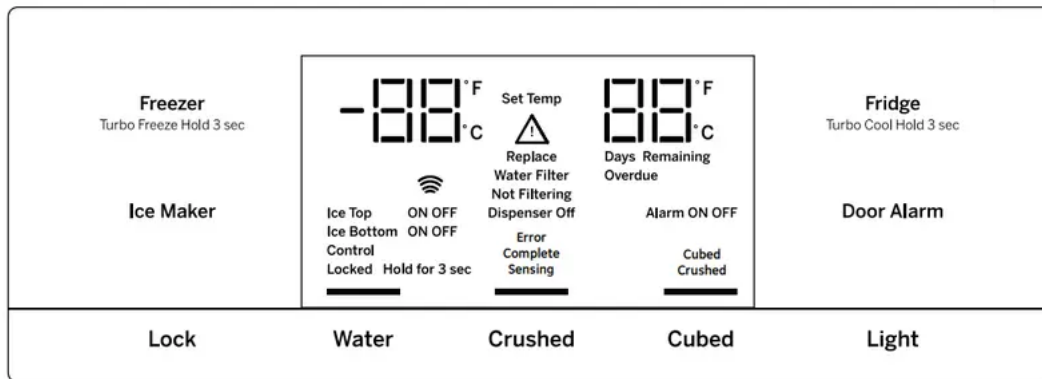 Freezer
Turbo Freeze Hold 3 sec
Ice Maker
-88 °F °C
Set Temp
88 °F °C
!
Replace
Water Filter
Not Filtering
Dispenser Off
Days Remaining
Overdue
Ice Top ON OFF
Ice Bottom ON OFF
Control
Locked Hold for 3 sec
Error
Complete
Sensing
Alarm ON OFF
Cubed
Crushed
Fridge
Turbo Cool Hold 3 sec
Door Alarm
Lock Water Crushed Cubed Light